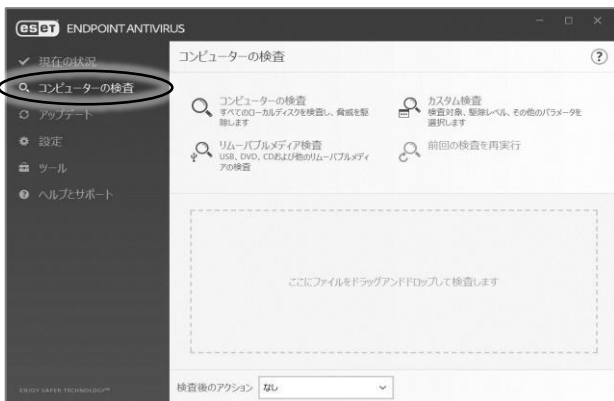 eset ENDPOINT ANTIVIRUS
現在の状況
コンピューターの検査
アップデート
設定
ツール
ヘルプとサポート
ENJOY SAFER TECHNOLOGY™
コンピューターの検査
?
コンピューターの検査
すべてのローカルディスクを検査し、脅威を駆
除します
カスタム検査
検査対象、駆除レベル、その他のパラメータを
選択します
リムーバブルメディア検査
USB、DVD、CDおよび他のリムーバブルメディ
アの検査
前回の検査を再実行
ここにファイルをドラッグアンドドロップして検査します
検査後のアクション なし